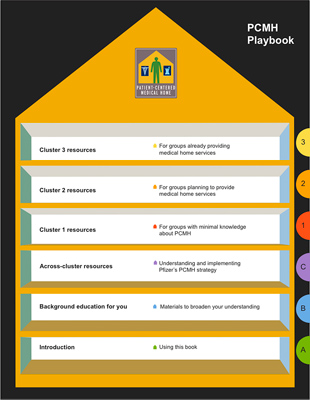 PCMH
Playbook
PATIENT-CENTERED
MEDICAL HOME
Cluster 3 resources
For groups already providing
medical home services
3
Cluster 2 resources
For groups planning to provide
medical home services
2
Cluster 1 resources
For groups with minimal knowledge
about PCMH
1
Across-cluster resources
Understanding and implementing
Pfizer's PCMH strategy
C
Background education for you
Materials to broaden your understanding
B
Introduction
Using this book
A